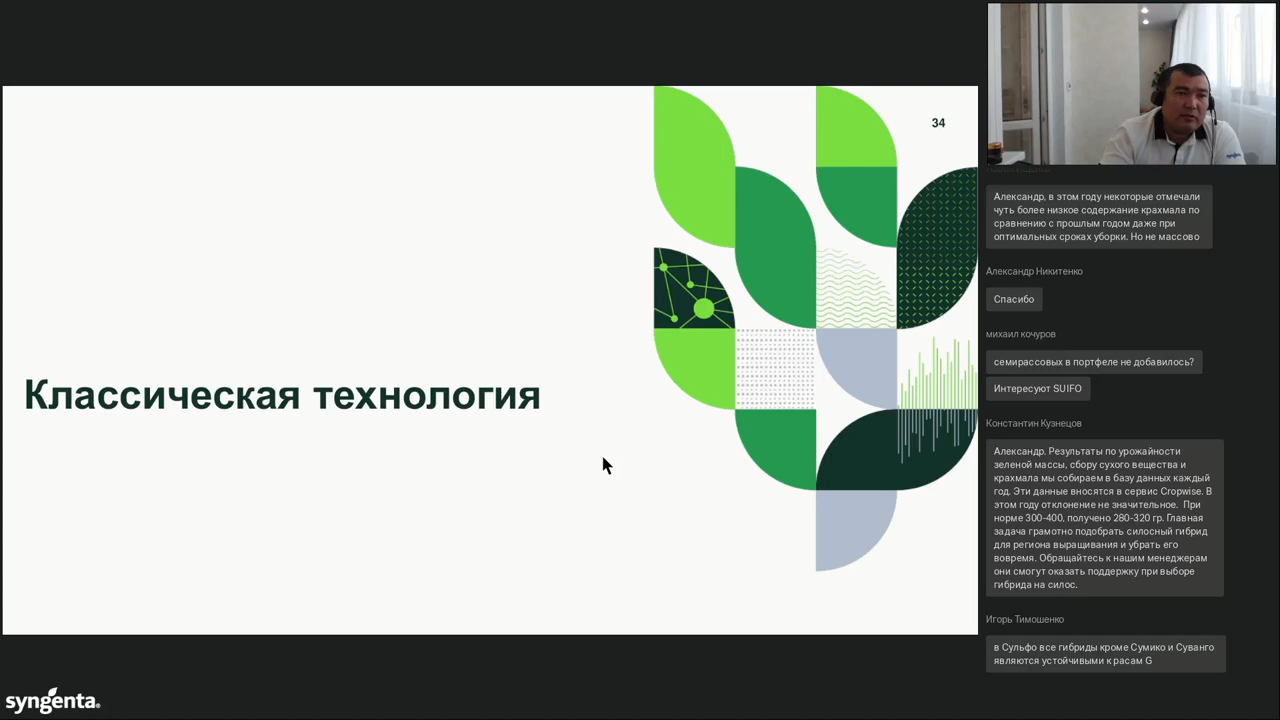 34
Классическая технология
syngenta.
Александр, в этом году некоторые отмечали
чуть более низкое содержание крахмала по
сравнению с прошлым годом даже при
оптимальных сроках уборки. Но не массово
Александр Никитенко
Спасибо
михаил кочуров
семирассовых в портфеле не добавилось?
Интересуют SUIFO
Константин Кузнецов
Александр. Результаты по урожайности
зеленой массы, сбору сухого вещества и
крахмала мы собираем в базу данных каждый
год. Эти данные вносятся в сервис Cropwise. В
этом году отклонение не значительное. При
норме 300-400, получено 280-320 гр. Главная
задача грамотно подобрать силосный гибрид
для региона выращивания и убрать его
вовремя. Обращайтесь к нашим менеджерам
они смогут оказать поддержку при выборе
гибрида на силос.
Игорь Тимошенко
в Сульфо все гибриды кроме Сумико и Суванго
являются устойчивыми к расам G